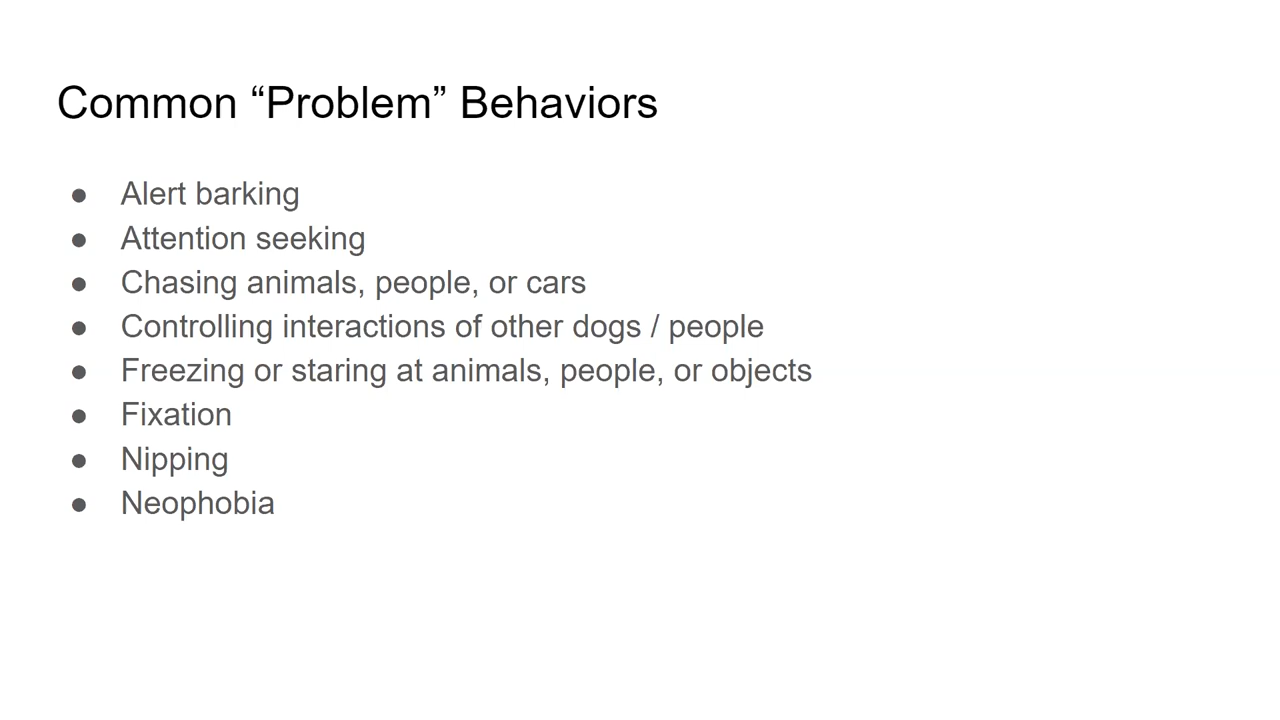 Common “Problem” Behaviors
● Alert barking
● Attention seeking
● Chasing animals, people, or cars
● Controlling interactions of other dogs / people
● Freezing or staring at animals, people, or objects
● Fixation
● Nipping
● Neophobia